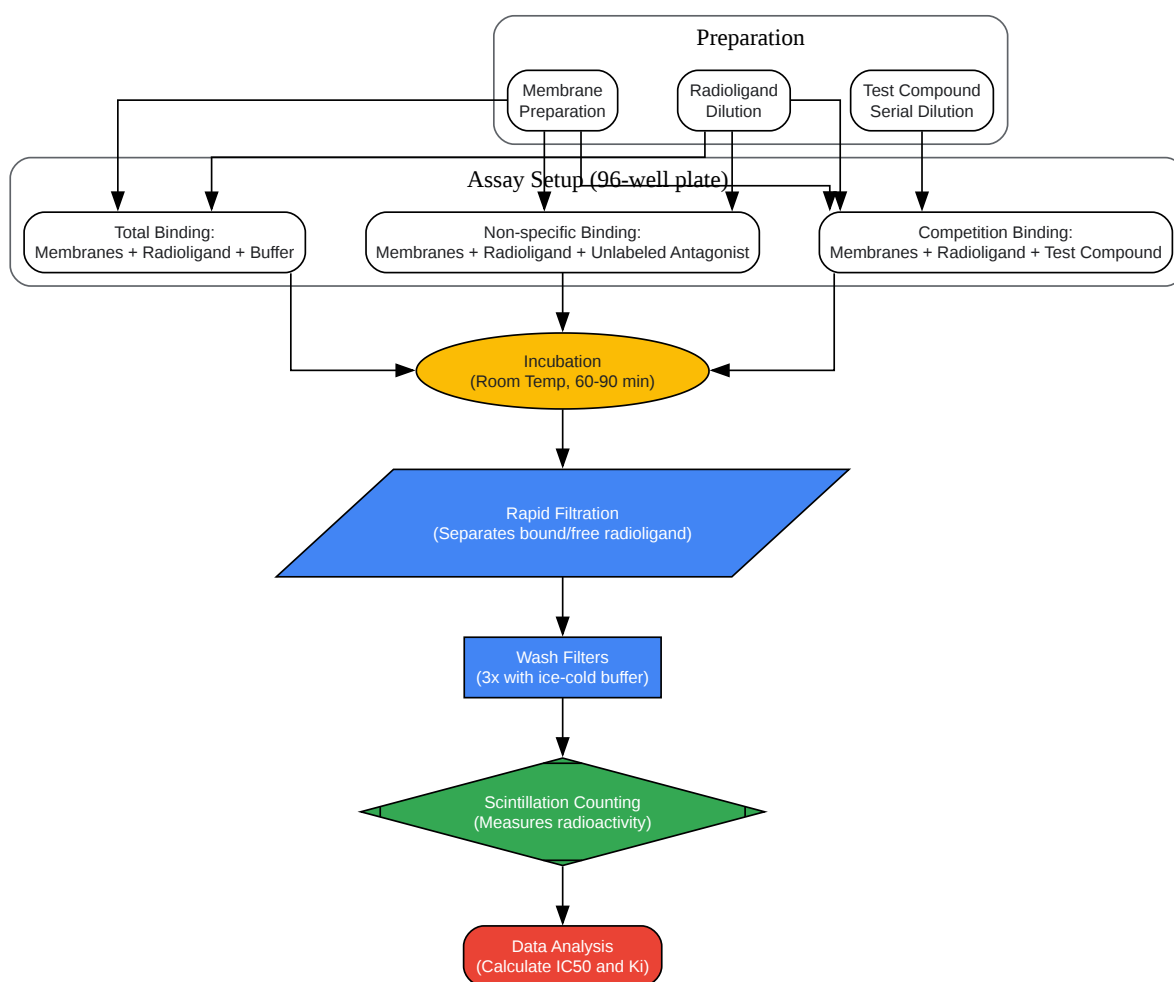 Preparation
Membrane
Preparation
Radioligand
Dilution
Test Compound
Serial Dilution
Assay Setup (96-well plate)
Total Binding:
Membranes + Radioligand + Buffer
Non-specific Binding:
Membranes + Radioligand + Unlabeled Antagonist
Competition Binding:
Membranes + Radioligand + Test Compound
Incubation
(Room Temp, 60-90 min)
Rapid Filtration
(Separates bound/free radioligand)
Wash Filters
(3x with ice-cold buffer)
Scintillation Counting
(Measures radioactivity)
Data Analysis
(Calculate IC50 and Ki)